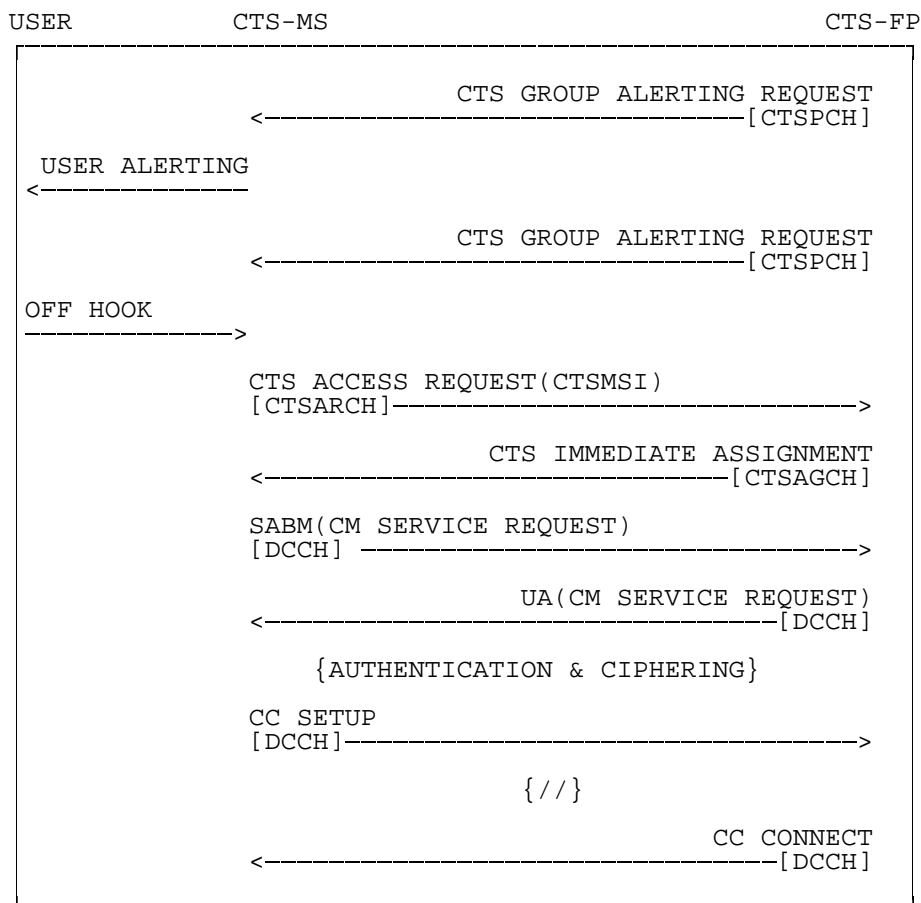 USER CTS-MS CTS-FP
CTS GROUP ALERTING REQUEST
<------------------------------[CTSPCH]
USER ALERTING
<-------------
CTS GROUP ALERTING REQUEST
<------------------------------[CTSPCH]
OFF HOOK
------------->
CTS ACCESS REQUEST(CTSMSI)
[CTSARCH]----------------------------->
CTS IMMEDIATE ASSIGNMENT
<-----------------------------[CTSAGCH]
SABM(CM SERVICE REQUEST)
[DCCH] ------------------------------->
UA(CM SERVICE REQUEST)
<--------------------------------[DCCH]
{AUTHENTICATION & CIPHERING}
CC SETUP
[DCCH]-------------------------------->
{//}
CC CONNECT
<--------------------------------[DCCH]